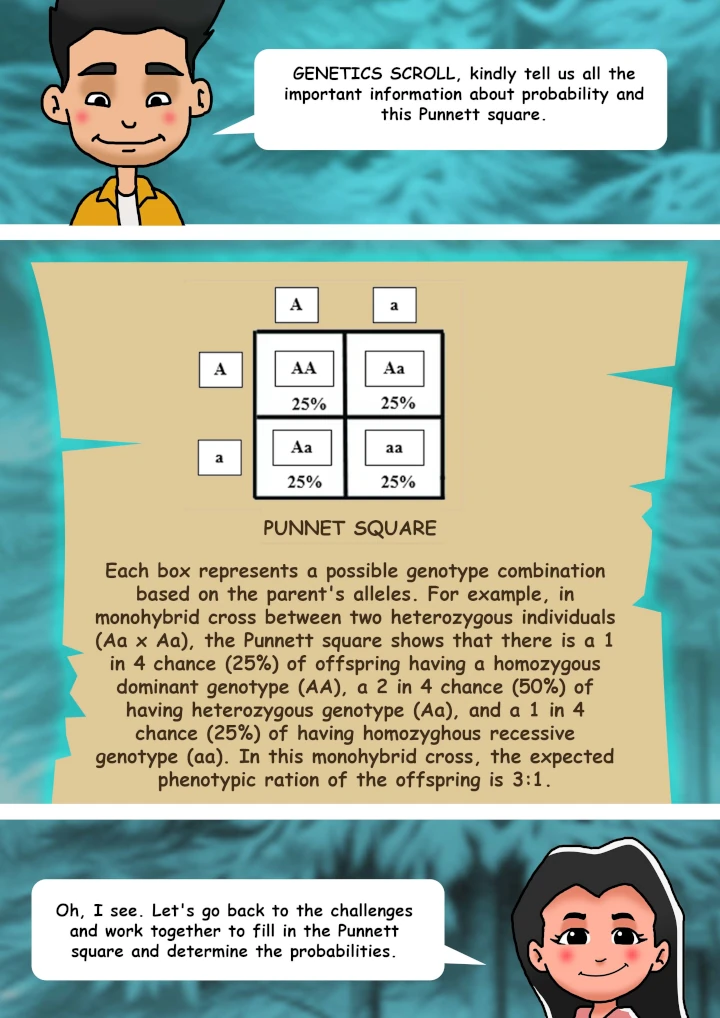 GENETICS SCROLL, kindly tell us all the
important information about probability and
this Punnett square.
A a
A AA Aa
25% 25%
a Aa aa
25% 25%
PUNNET SQUARE
Each box represents a possible genotype combination
based on the parent's alleles. For example, in
monohybrid cross between two heterozygous individuals
(Aa x Aa), the Punnett square shows that there is a 1
in 4 chance (25%) of offspring having a homozygous
dominant genotype (AA), a 2 in 4 chance (50%) of
having heterozygous genotype (Aa), and a 1 in 4
chance (25%) of having homozyghous recessive
genotype (aa). In this monohybrid cross, the expected
phenotypic ration of the offspring is 3:1.
Oh, I see. Let's go back to the challenges
and work together to fill in the Punnett
square and determine the probabilities.